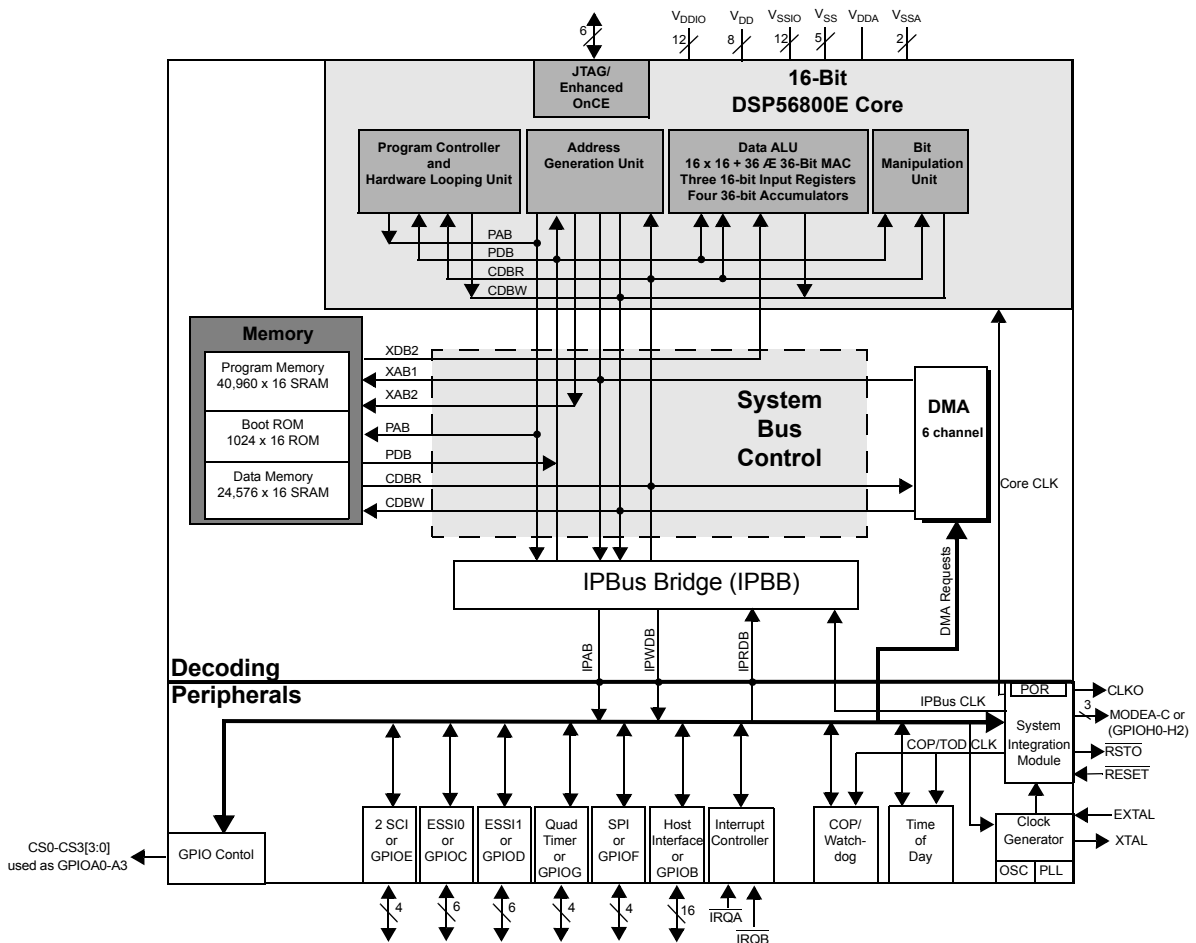 VDDIO VDD VSSIO VSS VDDA VSSA
6 12 8 12 5 2
JTAG/
Enhanced
OnCE
16-Bit
DSP56800E Core
Program Controller
and
Hardware Looping Unit
Address
Generation Unit
Data ALU
16 x 16 + 36 Æ 36-Bit MAC
Three 16-bit Input Registers
Four 36-bit Accumulators
Bit
Manipulation
Unit
PAB
PDB
CDBR
CDBW
Memory
Program Memory
40,960 x 16 SRAM
Boot ROM
1024 x 16 ROM
Data Memory
24,576 x 16 SRAM
XDB2
XAB1
XAB2
PAB
PDB
CDBR
CDBW
System
Bus
Control
DMA
6 channel
Core CLK
IPBus Bridge (IPBB)
DMA Requests
IPAB
IPWDB
IPRDB
Decoding
Peripherals
IPBus CLK
COP/TOD CLK
POR
System
Integration
Module
CLKO
3
MODEA-C or
(GPIOH0-H2)
RSTO
RESET
EXTAL
XTAL
Clock
Generator
OSC PLL
CS0-CS3[3:0]
used as GPIOA0-A3
GPIO Contol
2 SCI
or
GPIOE
ESSI0
or
GPIOC
ESSI1
or
GPIOD
Quad
Timer
or
GPIOG
SPI
or
GPIOF
Host
Interface
or
GPIOB
Interrupt
Controller
COP/
Watch-
dog
Time
of
Day
4 6 6 4 4 16
IRQA
IRQB